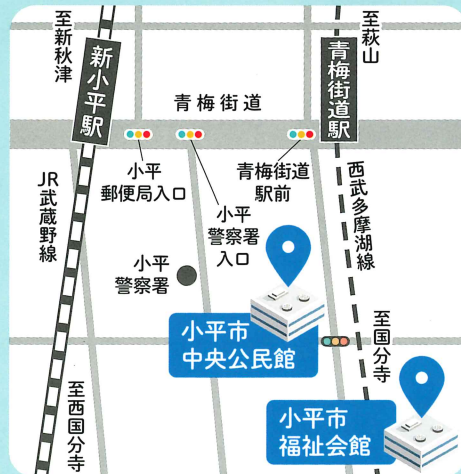 至新秋津
新小平駅
JR武蔵野線
至西国分寺
青梅街道
小平
郵便局入口
小平
警察署
入口
青梅街道
駅前
小平
警察署
至萩山
青梅街道駅
西武多摩湖線
至国分寺
小平市
中央公民館
小平市
福祉会館